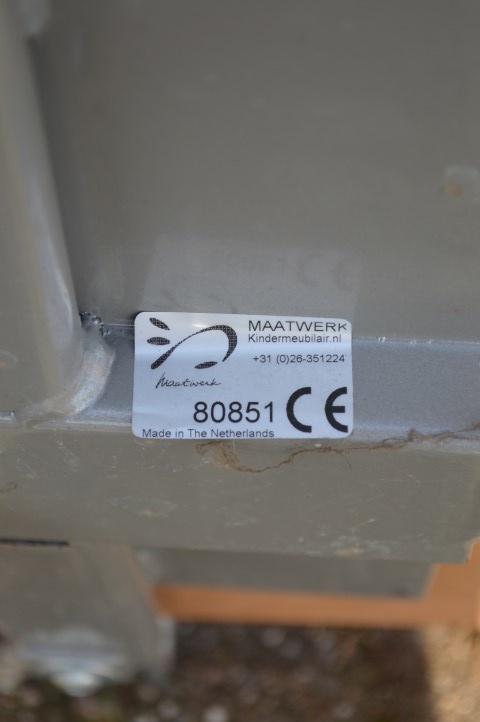 MAATWERK
Kindermeubilair.nl
+31 (0)26-351224
Maatwerk
80851 CE
Made in The Netherlands